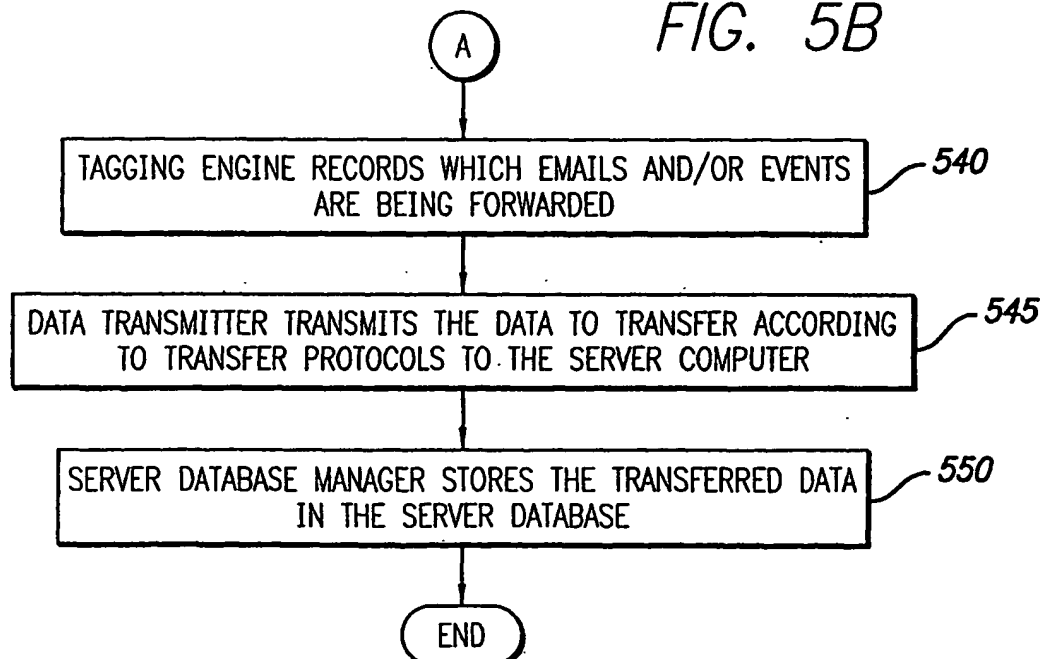 A
FIG. 5B
TAGGING ENGINE RECORDS WHICH EMAILS AND/OR EVENTS
ARE BEING FORWARDED
540
DATA TRANSMITTER TRANSMITS THE DATA TO TRANSFER ACCORDING
TO TRANSFER PROTOCOLS TO THE SERVER COMPUTER
545
SERVER DATABASE MANAGER STORES THE TRANSFERRED DATA
IN THE SERVER DATABASE
550
END